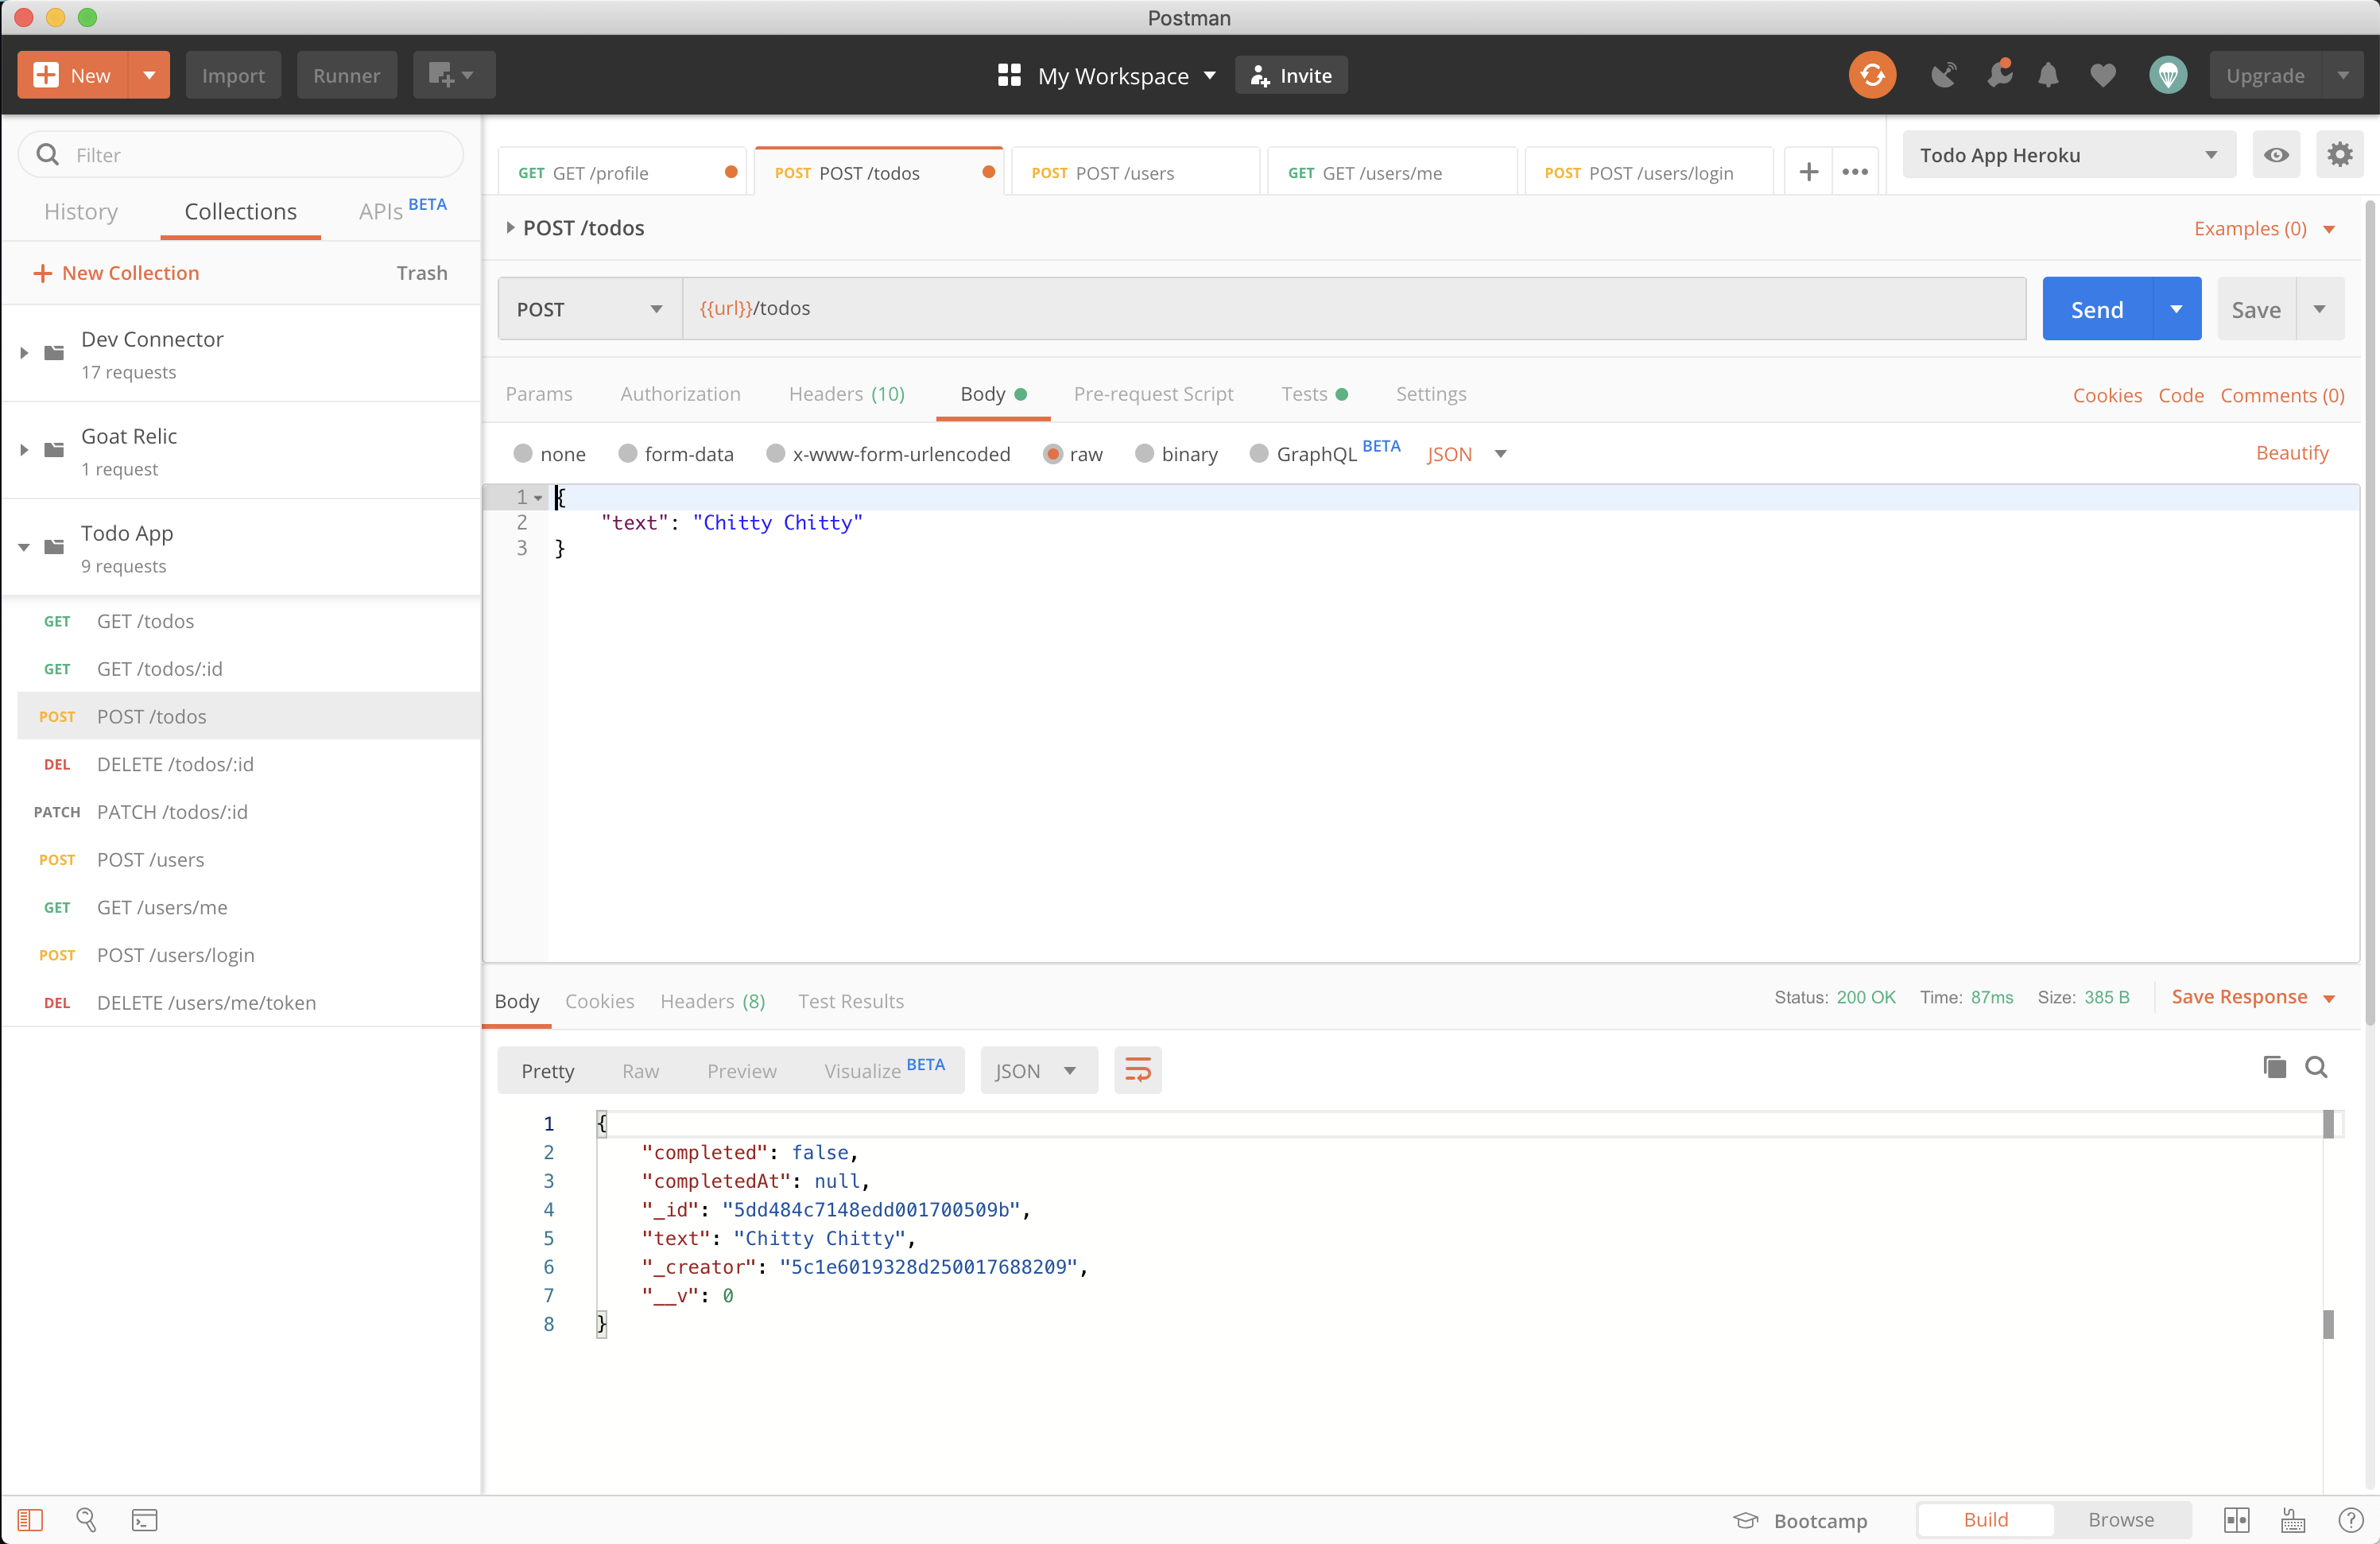 Postman
New
Import
Runner
My Workspace
Invite
Upgrade
Filter
History
Collections
APIs BETA
New Collection
Trash
Dev Connector
17 requests
Goat Relic
1 request
Todo App
9 requests
GET GET /todos
GET GET /todos/:id
POST POST /todos
DEL DELETE /todos/:id
PATCH PATCH /todos/:id
POST POST /users
GET GET /users/me
POST POST /users/login
DEL DELETE /users/me/token
GET GET /profile
POST POST /todos
POST POST /users
GET GET /users/me
POST POST /users/login
Todo App Heroku
POST /todos
Examples (0)
POST
{{url}}/todos
Send
Save
Params
Authorization
Headers (10)
Body
Pre-request Script
Tests
Settings
Cookies
Code
Comments (0)
none
form-data
x-www-form-urlencoded
raw
binary
GraphQL BETA
JSON
Beautify
1 {
2 "text": "Chitty Chitty"
3 }
Body
Cookies
Headers (8)
Test Results
Status: 200 OK
Time: 87ms
Size: 385 B
Save Response
Pretty
Raw
Preview
Visualize BETA
JSON
1 {
2 "completed": false,
3 "completedAt": null,
4 "_id": "5dd484c7148edd001700509b",
5 "text": "Chitty Chitty",
6 "_creator": "5c1e6019328d250017688209",
7 "__v": 0
8 }
Bootcamp
Build
Browse